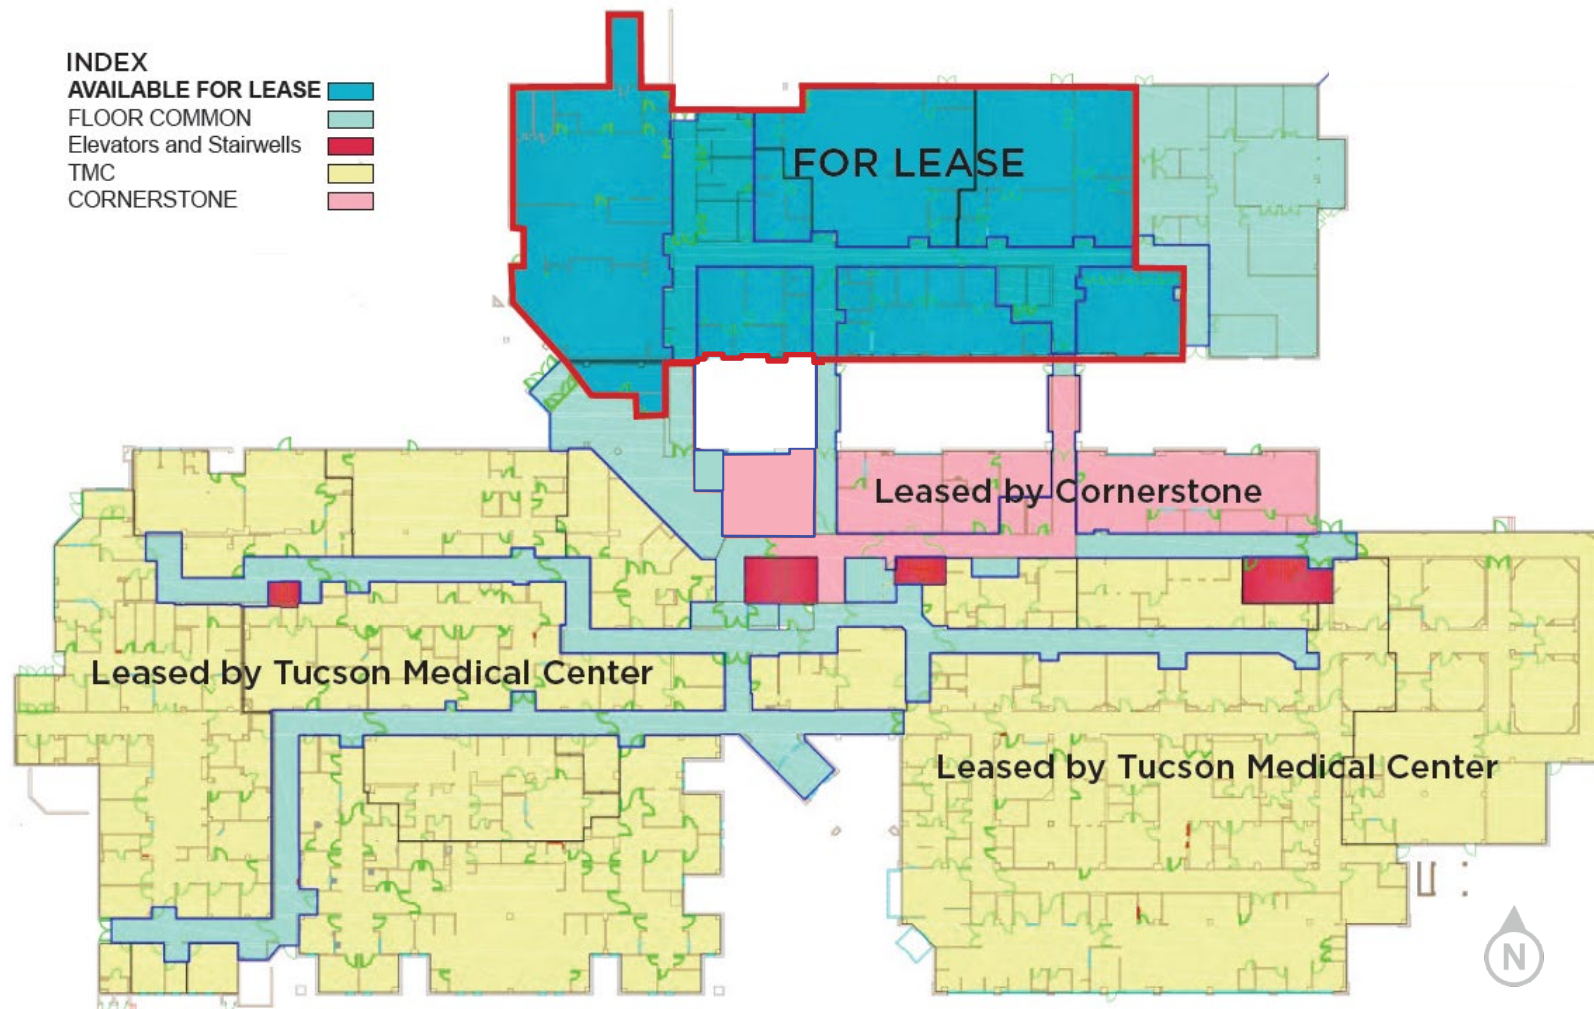 INDEX
AVAILABLE FOR LEASE
FLOOR COMMON
Elevators and Stairwells
TMC
CORNERSTONE
FOR LEASE
Leased by Cornerstone
Leased by Tucson Medical Center
Leased by Tucson Medical Center
N